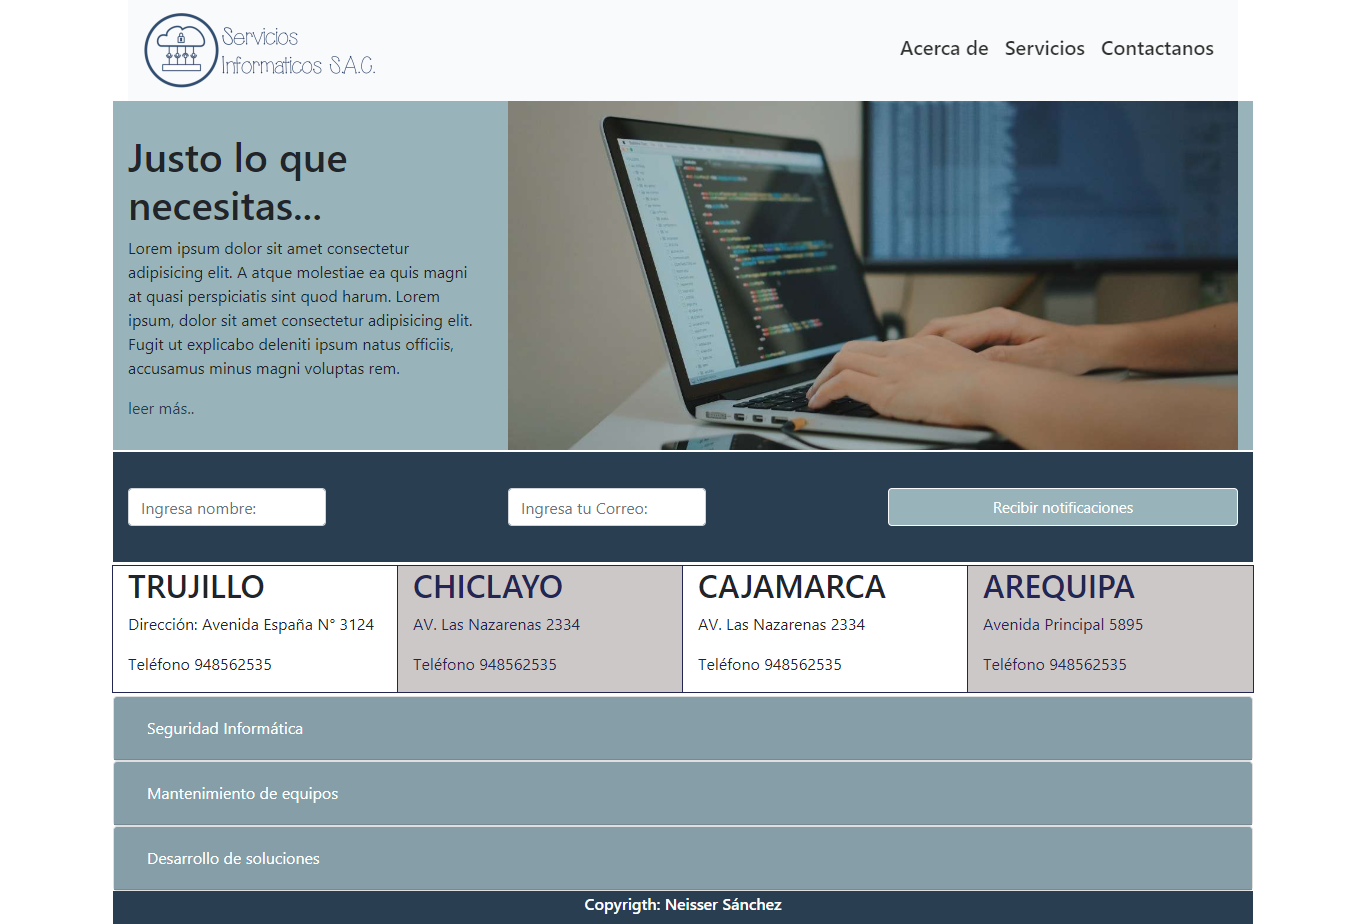 Servicios
Informaticos S.A.C.
Acerca de Servicios Contactanos
Justo lo que
necesitas...
Lorem ipsum dolor sit amet consectetur
adipisicing elit. A atque molestiae ea quis magni
at quasi perspiciatis sint quod harum. Lorem
ipsum, dolor sit amet consectetur adipisicing elit.
Fugit ut explicabo deleniti ipsum natus officiis,
accusamus minus magni voluptas rem.
leer más..
Ingresa nombre:
Ingresa tu Correo:
Recibir notificaciones
TRUJILLO
Dirección: Avenida España N° 3124
Teléfono 948562535
CHICLAYO
AV. Las Nazarenas 2334
Teléfono 948562535
CAJAMARCA
AV. Las Nazarenas 2334
Teléfono 948562535
AREQUIPA
Avenida Principal 5895
Teléfono 948562535
Seguridad Informática
Mantenimiento de equipos
Desarrollo de soluciones
Copyrigth: Neisser Sánchez